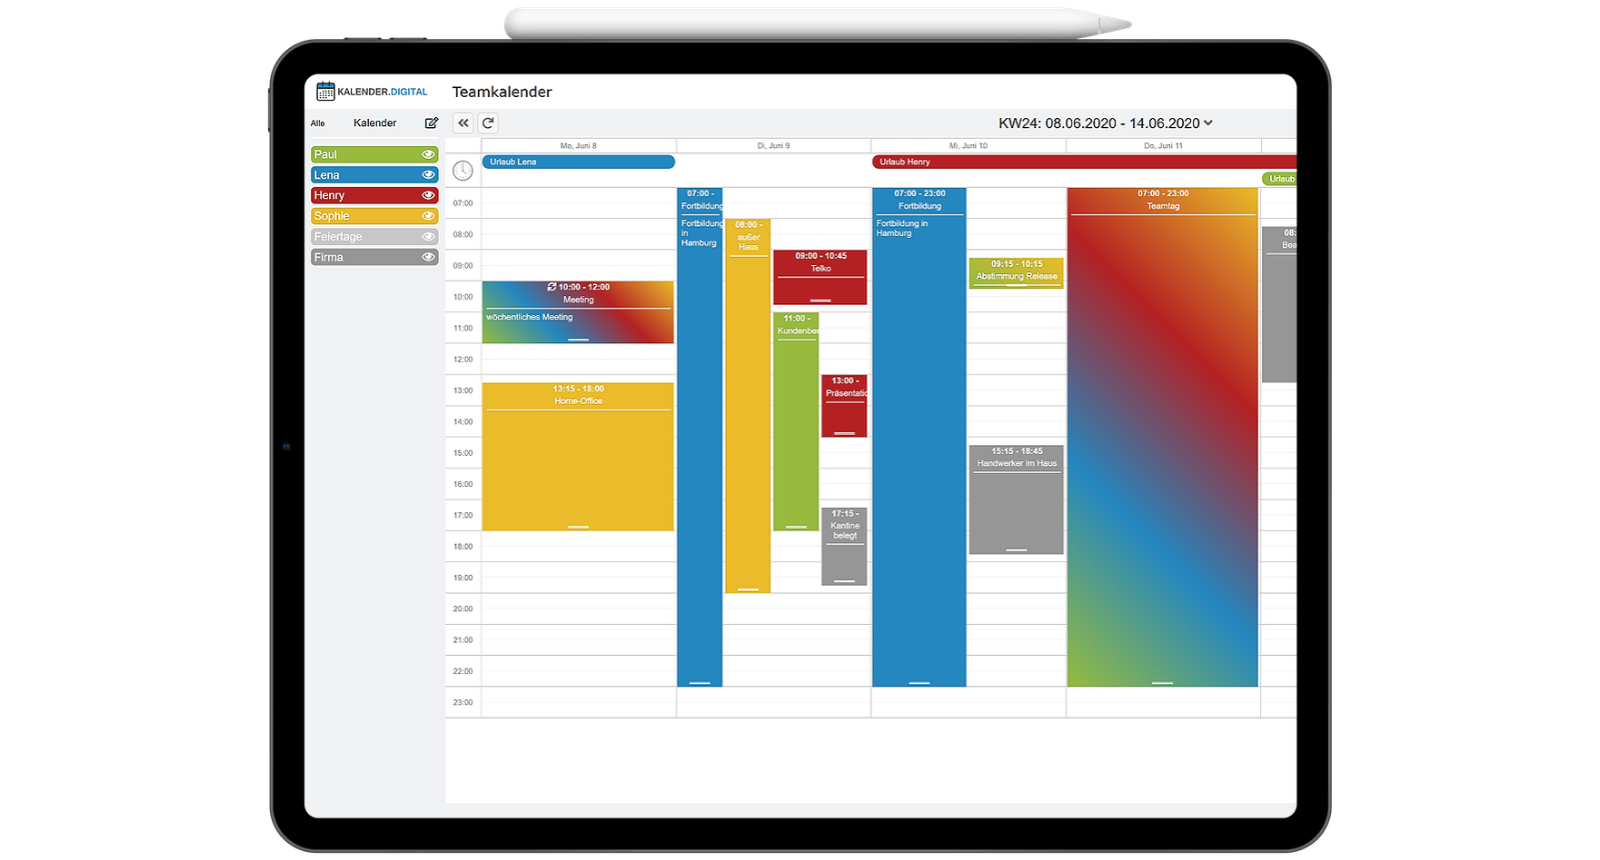 KALENDER.DIGITAL
Teamkalender
Alle
Kalender
KW24: 08.06.2020 - 14.06.2020
Paul
Lena
Henry
Sophie
Feiertage
Firma
Mo, Juni 8
Di, Juni 9
Mi, Juni 10
Do, Juni 11
Urlaub Lena
Urlaub Henry
Urlaub
07:00
08:00
09:00
10:00
11:00
12:00
13:00
14:00
15:00
16:00
17:00
18:00
19:00
20:00
21:00
22:00
23:00
10:00 - 12:00
Meeting
wöchentliches Meeting
13:15 - 18:00
Home-Office
07:00 -
Fortbildung
Fortbildung
in
Hamburg
08:00 -
außer
Haus
09:00 - 10:45
Telko
11:00 -
Kundenbe
13:00 -
Präsentatio
17:15 -
Kantine
belegt
07:00 - 23:00
Fortbildung
Fortbildung in
Hamburg
09:15 - 10:15
Abstimmung Release
15:15 - 18:45
Handwerker im Haus
07:00 - 23:00
Teamtag
08:
Bea